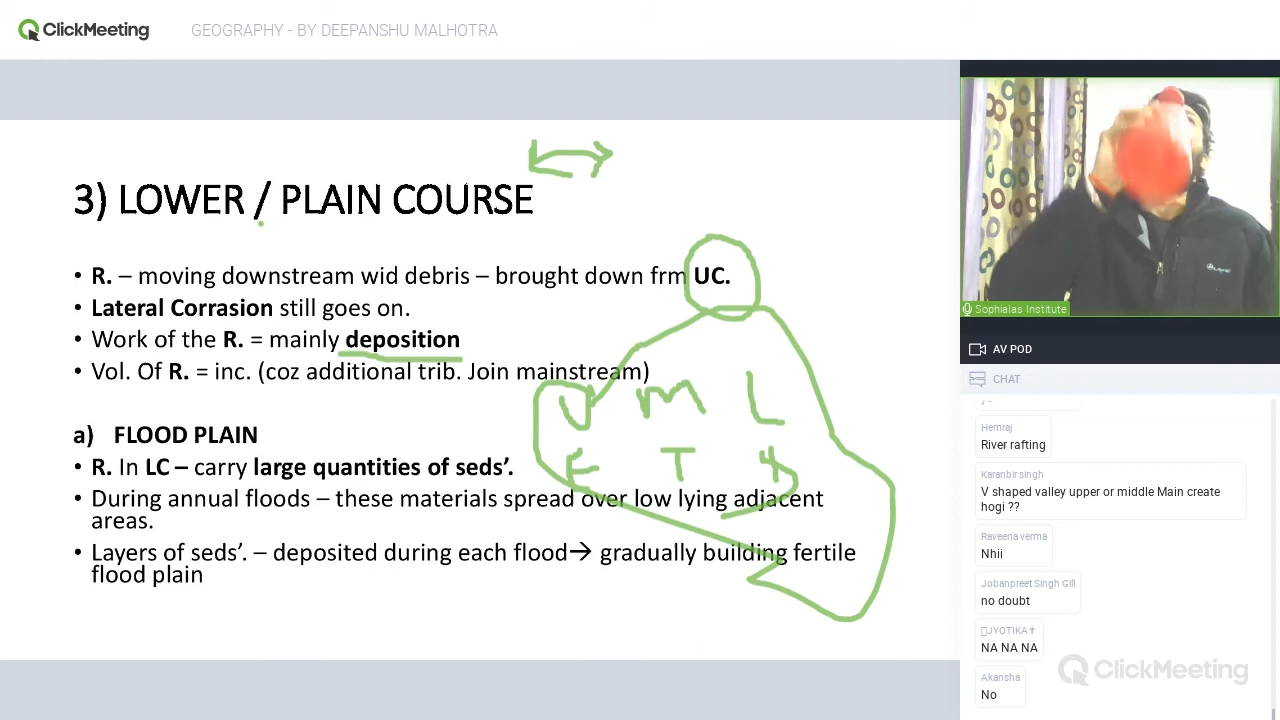 ClickMeeting
GEOGRAPHY - BY DEEPANSHU MALHOTRA
3) LOWER / PLAIN COURSE
• R. – moving downstream wid debris – brought down frm UC.
• Lateral Corrasion still goes on.
• Work of the R. = mainly deposition
• Vol. Of R. = inc. (coz additional trib. Join mainstream)
U M L
E T D
a) FLOOD PLAIN
• R. In LC – carry large quantities of seds’.
• During annual floods – these materials spread over low lying adjacent
areas.
• Layers of seds’. – deposited during each flood→ gradually building fertile
flood plain
Sophialas Institute
AV POD
CHAT
Hemraj
River rafting
Karanbir singh
V shaped valley upper or middle Main create
hogi ??
Raveena verma
Nhii
Jobanpreet Singh Gill
no doubt
JYOTIKA✝
NA NA NA
Akansha
No
ClickMeeting